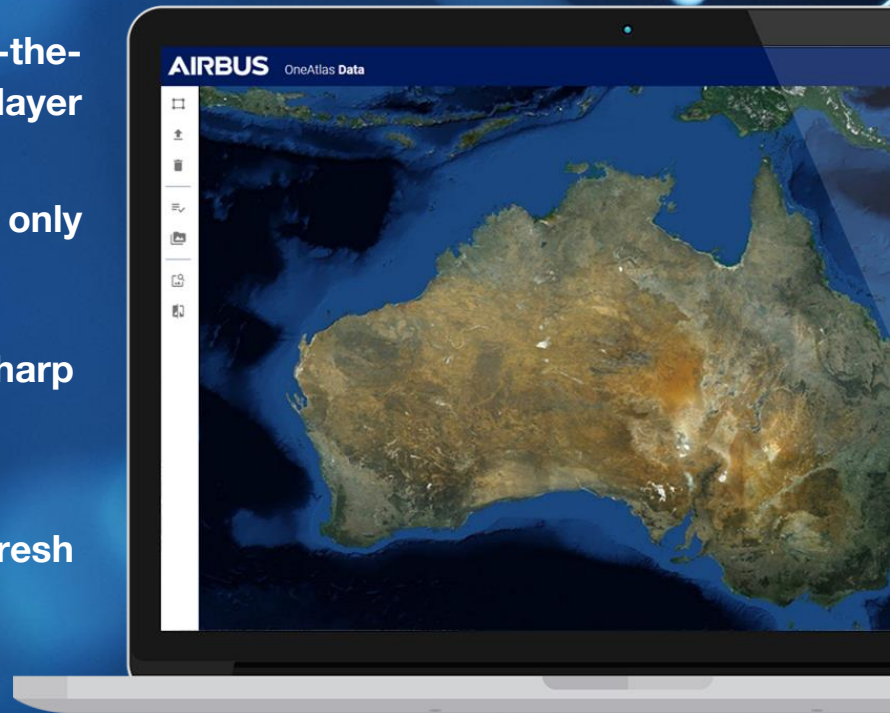 -the-
layer
only
harp
resh
AIRBUS OneAtlas Data